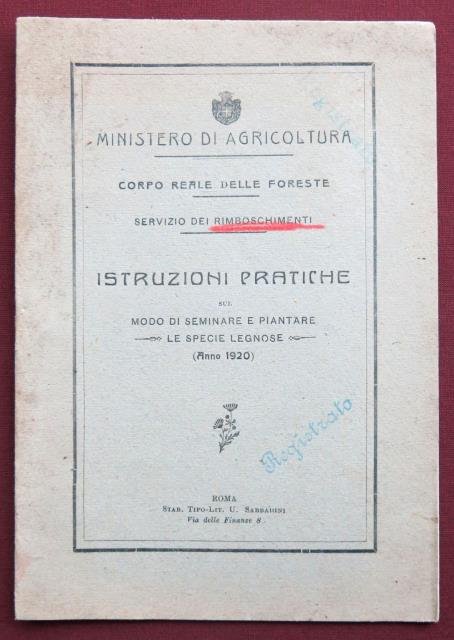 MINISTERO DI AGRICOLTURA
CORPO REALE DELLE FORESTE
SERVIZIO DEI RIMBOSCHIMENTI
ISTRUZIONI PRATICHE
SUL
MODO DI SEMINARE E PIANTARE
LE SPECIE LEGNOSE
(Anno 1920)
Registrato
ROMA
STAB. TIPO-LIT. U. SABBADINI
Via delle Finanze 8